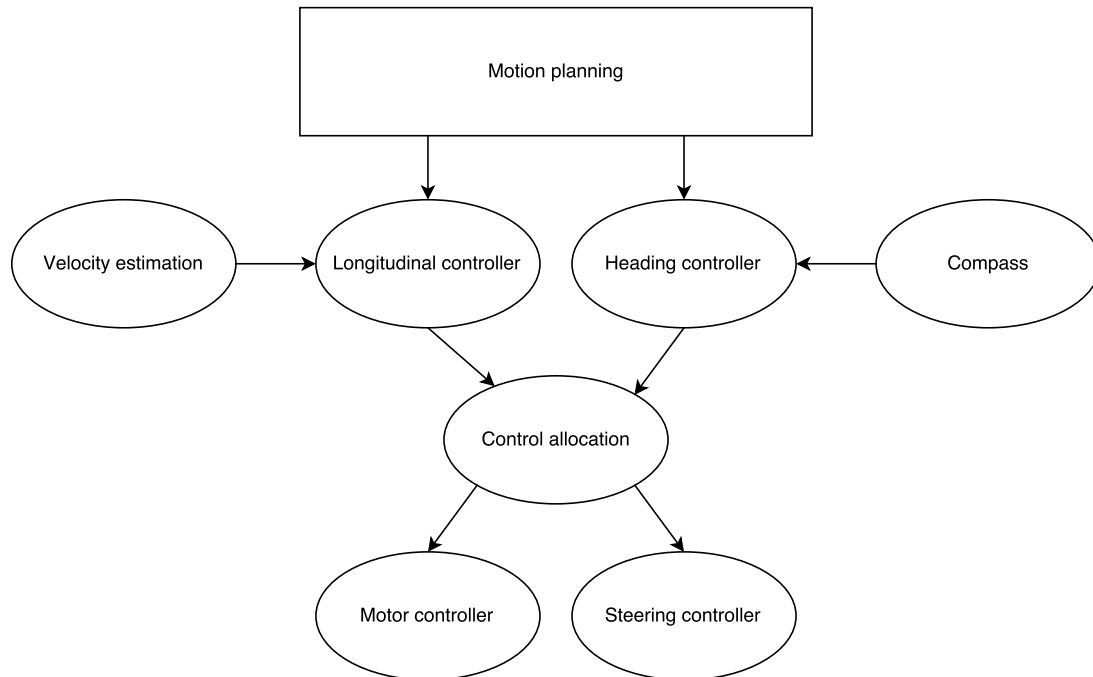 Motion planning
Velocity estimation
Longitudinal controller
Heading controller
Compass
Control allocation
Motor controller
Steering controller